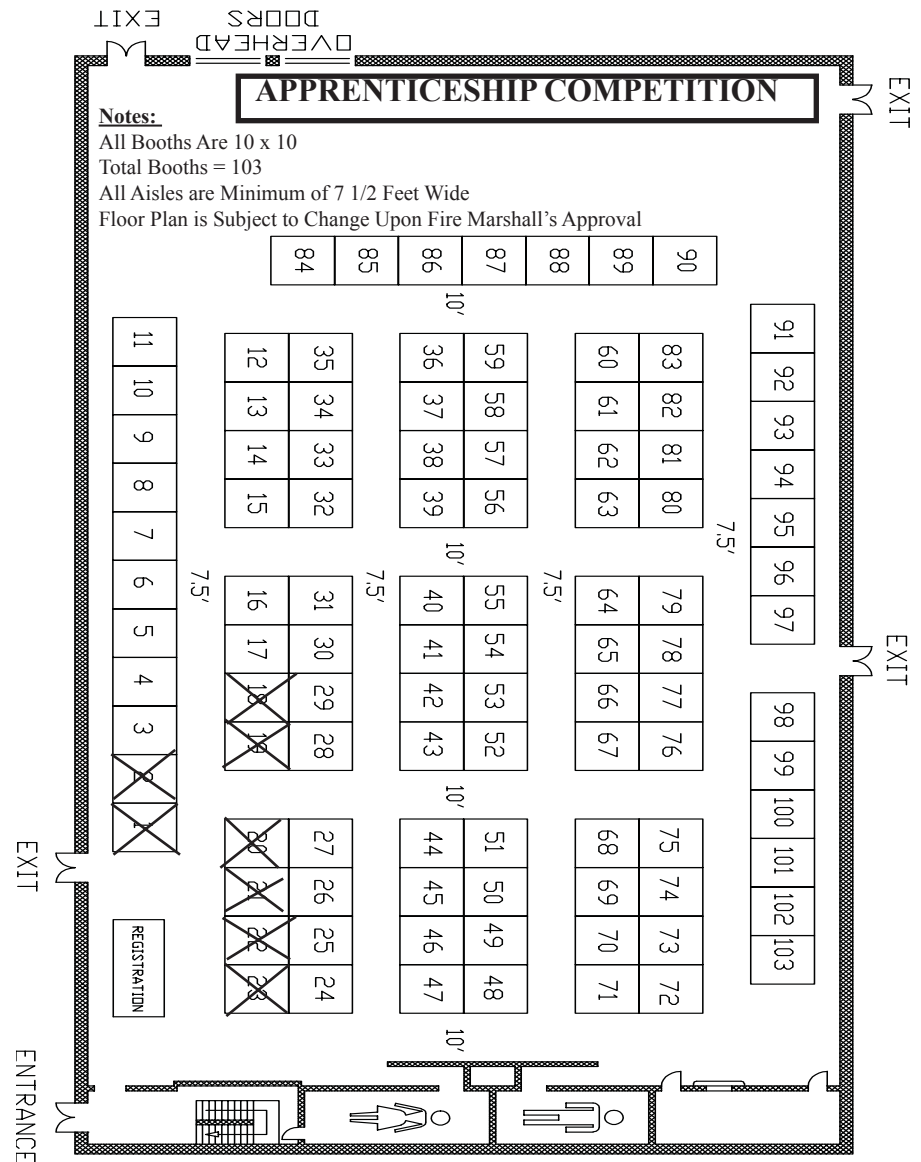 EXIT
OVERHEAD
DOORS
APPRENTICESHIP COMPETITION
EXIT
Notes:
All Booths Are 10 x 10
Total Booths = 103
All Aisles are Minimum of 7 1/2 Feet Wide
Floor Plan is Subject to Change Upon Fire Marshall's Approval
84 85 86 87 88 89 90
10'
11 12 35 36 59 60 83 91
10 13 34 37 58 61 82 92
9 14 33 38 57 62 81 93
8 15 32 39 56 63 80 94
7 95
7.5'
10'
6 16 31 40 55 64 79 96
7.5' 7.5' 7.5'
5 17 30 41 54 65 78 97
EXIT
4 18 29 42 53 66 77
3 19 28 43 52 67 76 98
2 99
10'
1 20 27 44 51 68 75 100
EXIT
21 26 45 50 69 74 101
22 25 46 49 70 73 102
REGISTRATION
23 24 47 48 71 72 103
10'
ENTRANCE